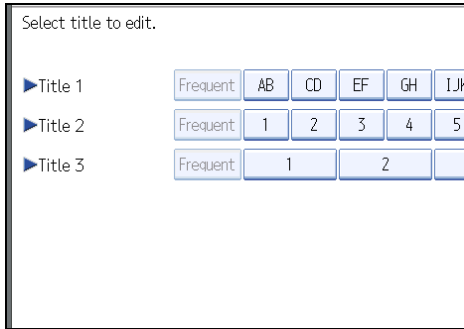 Select title to edit.
▶Title 1 Frequent AB CD EF GH IJK
▶Title 2 Frequent 1 2 3 4 5
▶Title 3 Frequent 1 2